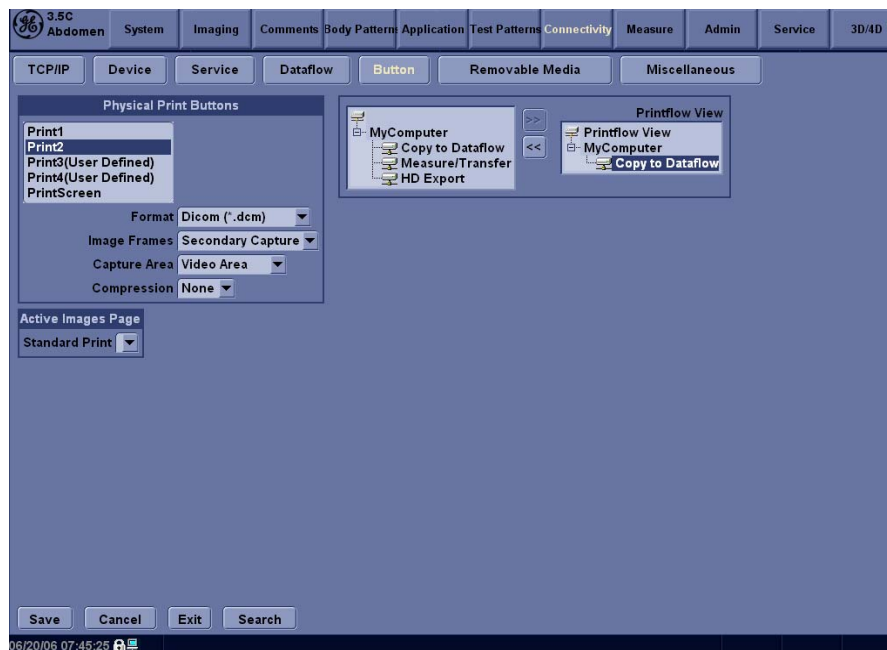 3.5C
Abdomen
System
Imaging
Comments
Body Patterns
Application
Test Patterns
Connectivity
Measure
Admin
Service
3D/4D
TCP/IP
Device
Service
Dataflow
Button
Removable Media
Miscellaneous
Physical Print Buttons
Print1
Print2
Print3(User Defined)
Print4(User Defined)
PrintScreen
Format Dicom (*.dcm)
Image Frames Secondary Capture
Capture Area Video Area
Compression None
MyComputer
Copy to Dataflow
Measure/Transfer
HD Export
>>
<<
Printflow View
Printflow View
MyComputer
Copy to Dataflow
Active Images Page
Standard Print
Save
Cancel
Exit
Search
06/20/06 07:45:25